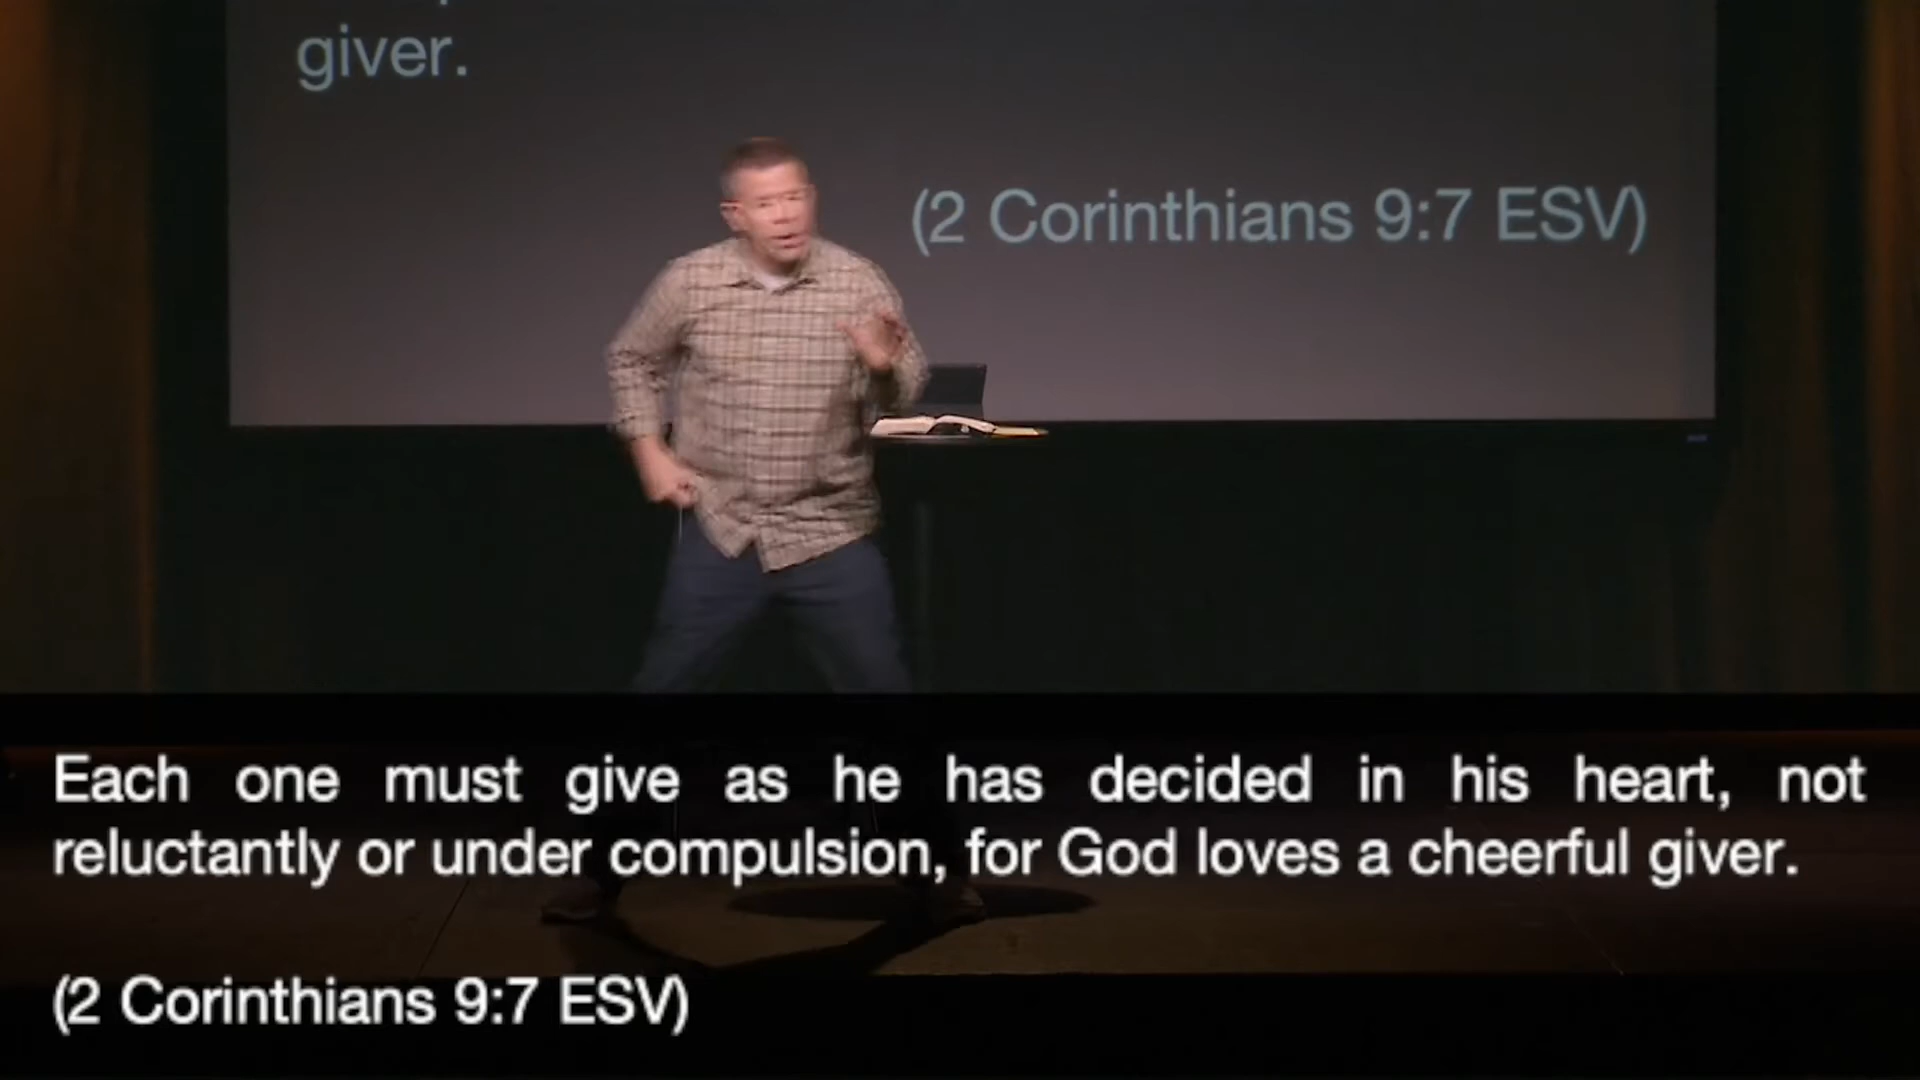 giver.
(2 Corinthians 9:7 ESV)
Each one must give as he has decided in his heart, not
reluctantly or under compulsion, for God loves a cheerful giver.
(2 Corinthians 9:7 ESV)